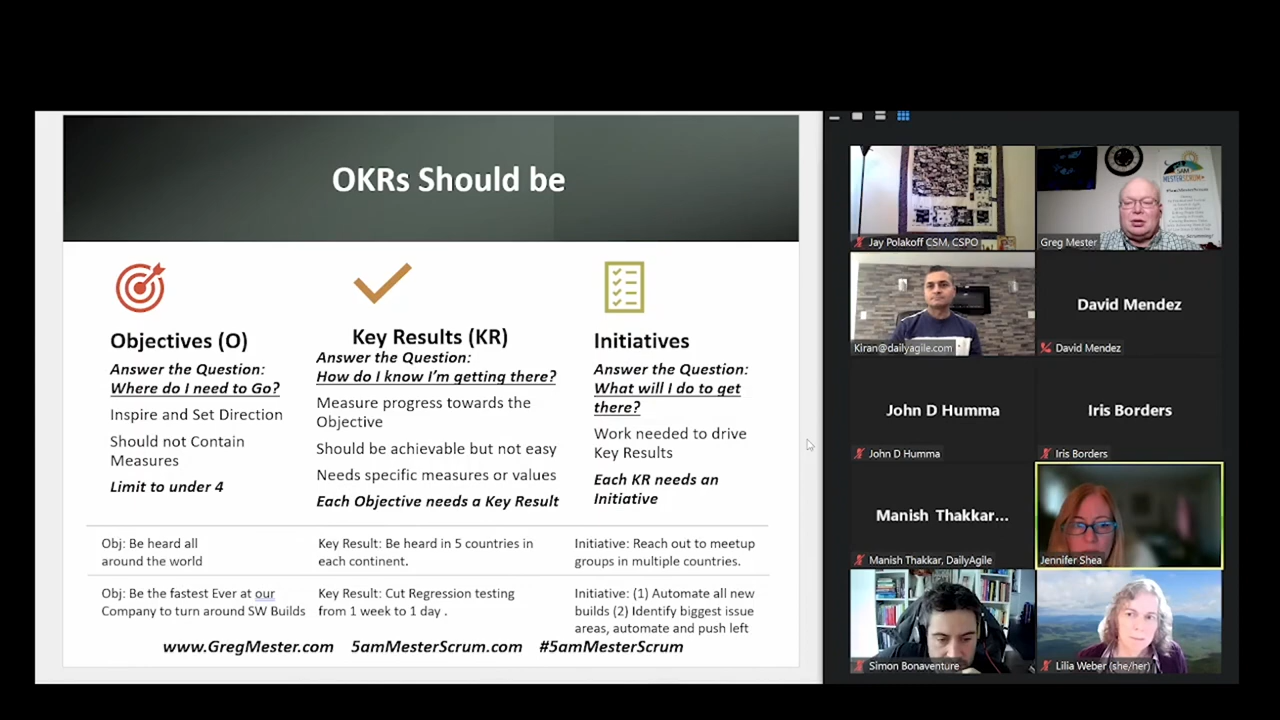 OKRs Should be
Objectives (O)
Answer the Question:
Where do I need to Go?
Inspire and Set Direction
Should not Contain
Measures
Limit to under 4
Key Results (KR)
Answer the Question:
How do I know I'm getting there?
Measure progress towards the
Objective
Should be achievable but not easy
Needs specific measures or values
Each Objective needs a Key Result
Initiatives
Answer the Question:
What will I do to get
there?
Work needed to drive
Key Results
Each KR needs an
Initiative
Obj: Be heard all
around the world
Key Result: Be heard in 5 countries in
each continent.
Initiative: Reach out to meetup
groups in multiple countries.
Obj: Be the fastest Ever at our
Company to turn around SW Builds
Key Result: Cut Regression testing
from 1 week to 1 day .
Initiative: (1) Automate all new
builds (2) Identify biggest issue
areas, automate and push left
www.GregMester.com 5amMesterScrum.com #5amMesterScrum
Jay Polakoff CSM, CSPO
5AM
MESTERSCRUM
Greg Mester
Kiran@dailyagile.com
David Mendez
David Mendez
John D Humma
John D Humma
Iris Borders
Iris Borders
Manish Thakkar...
Manish Thakkar, DailyAgile
Jennifer Shea
Simon Bonaventure
Lilia Weber (she/her)